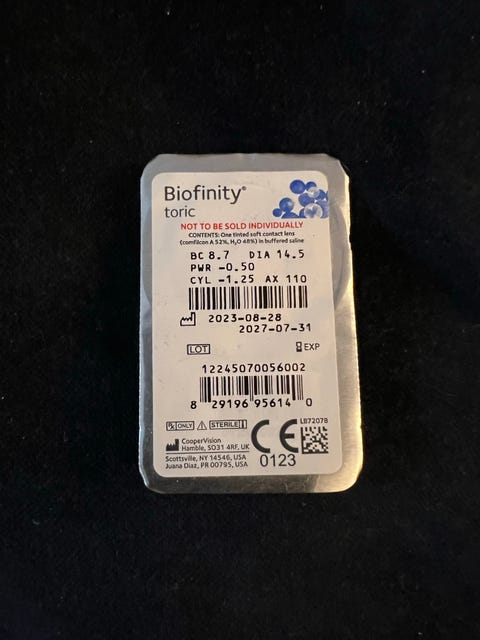 Biofinity®
toric
NOT TO BE SOLD INDIVIDUALLY
CONTENTS: One tinted soft contact lens
(comfilcon A 52%, H₂O 48%) in buffered saline
BC 8.7 DIA 14.5
PWR -0.50
CYL -1.25 AX 110
2023-08-28
2027-07-31
LOT EXP
12245070056002
8 29196 95614 0
Rx ONLY STERILE
LB7207B
CooperVision
Hamble, SO31 4RF, UK
Scottsville, NY 14546, USA
Juana Diaz, PR 00795, USA
CE
0123